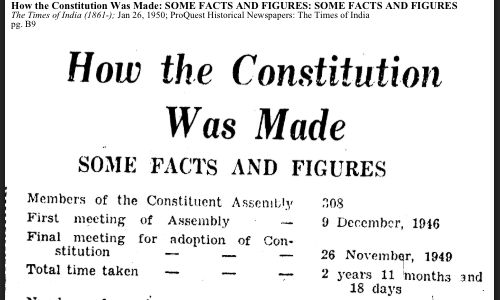 How the Constitution Was Made: SOME FACTS AND FIGURES: SOME FACTS AND FIGURES
The Times of India (1861-); Jan 26, 1950; ProQuest Historical Newspapers: The Times of India
pg. B9
How the Constitution
Was Made
SOME FACTS AND FIGURES
Members of the Constituent Assembly 308
First meeting of Assembly — 9 December, 1946
Final meeting for adoption of Con-
stitution — — — 26 November, 1949
Total time taken — — 2 years 11 months and
18 days